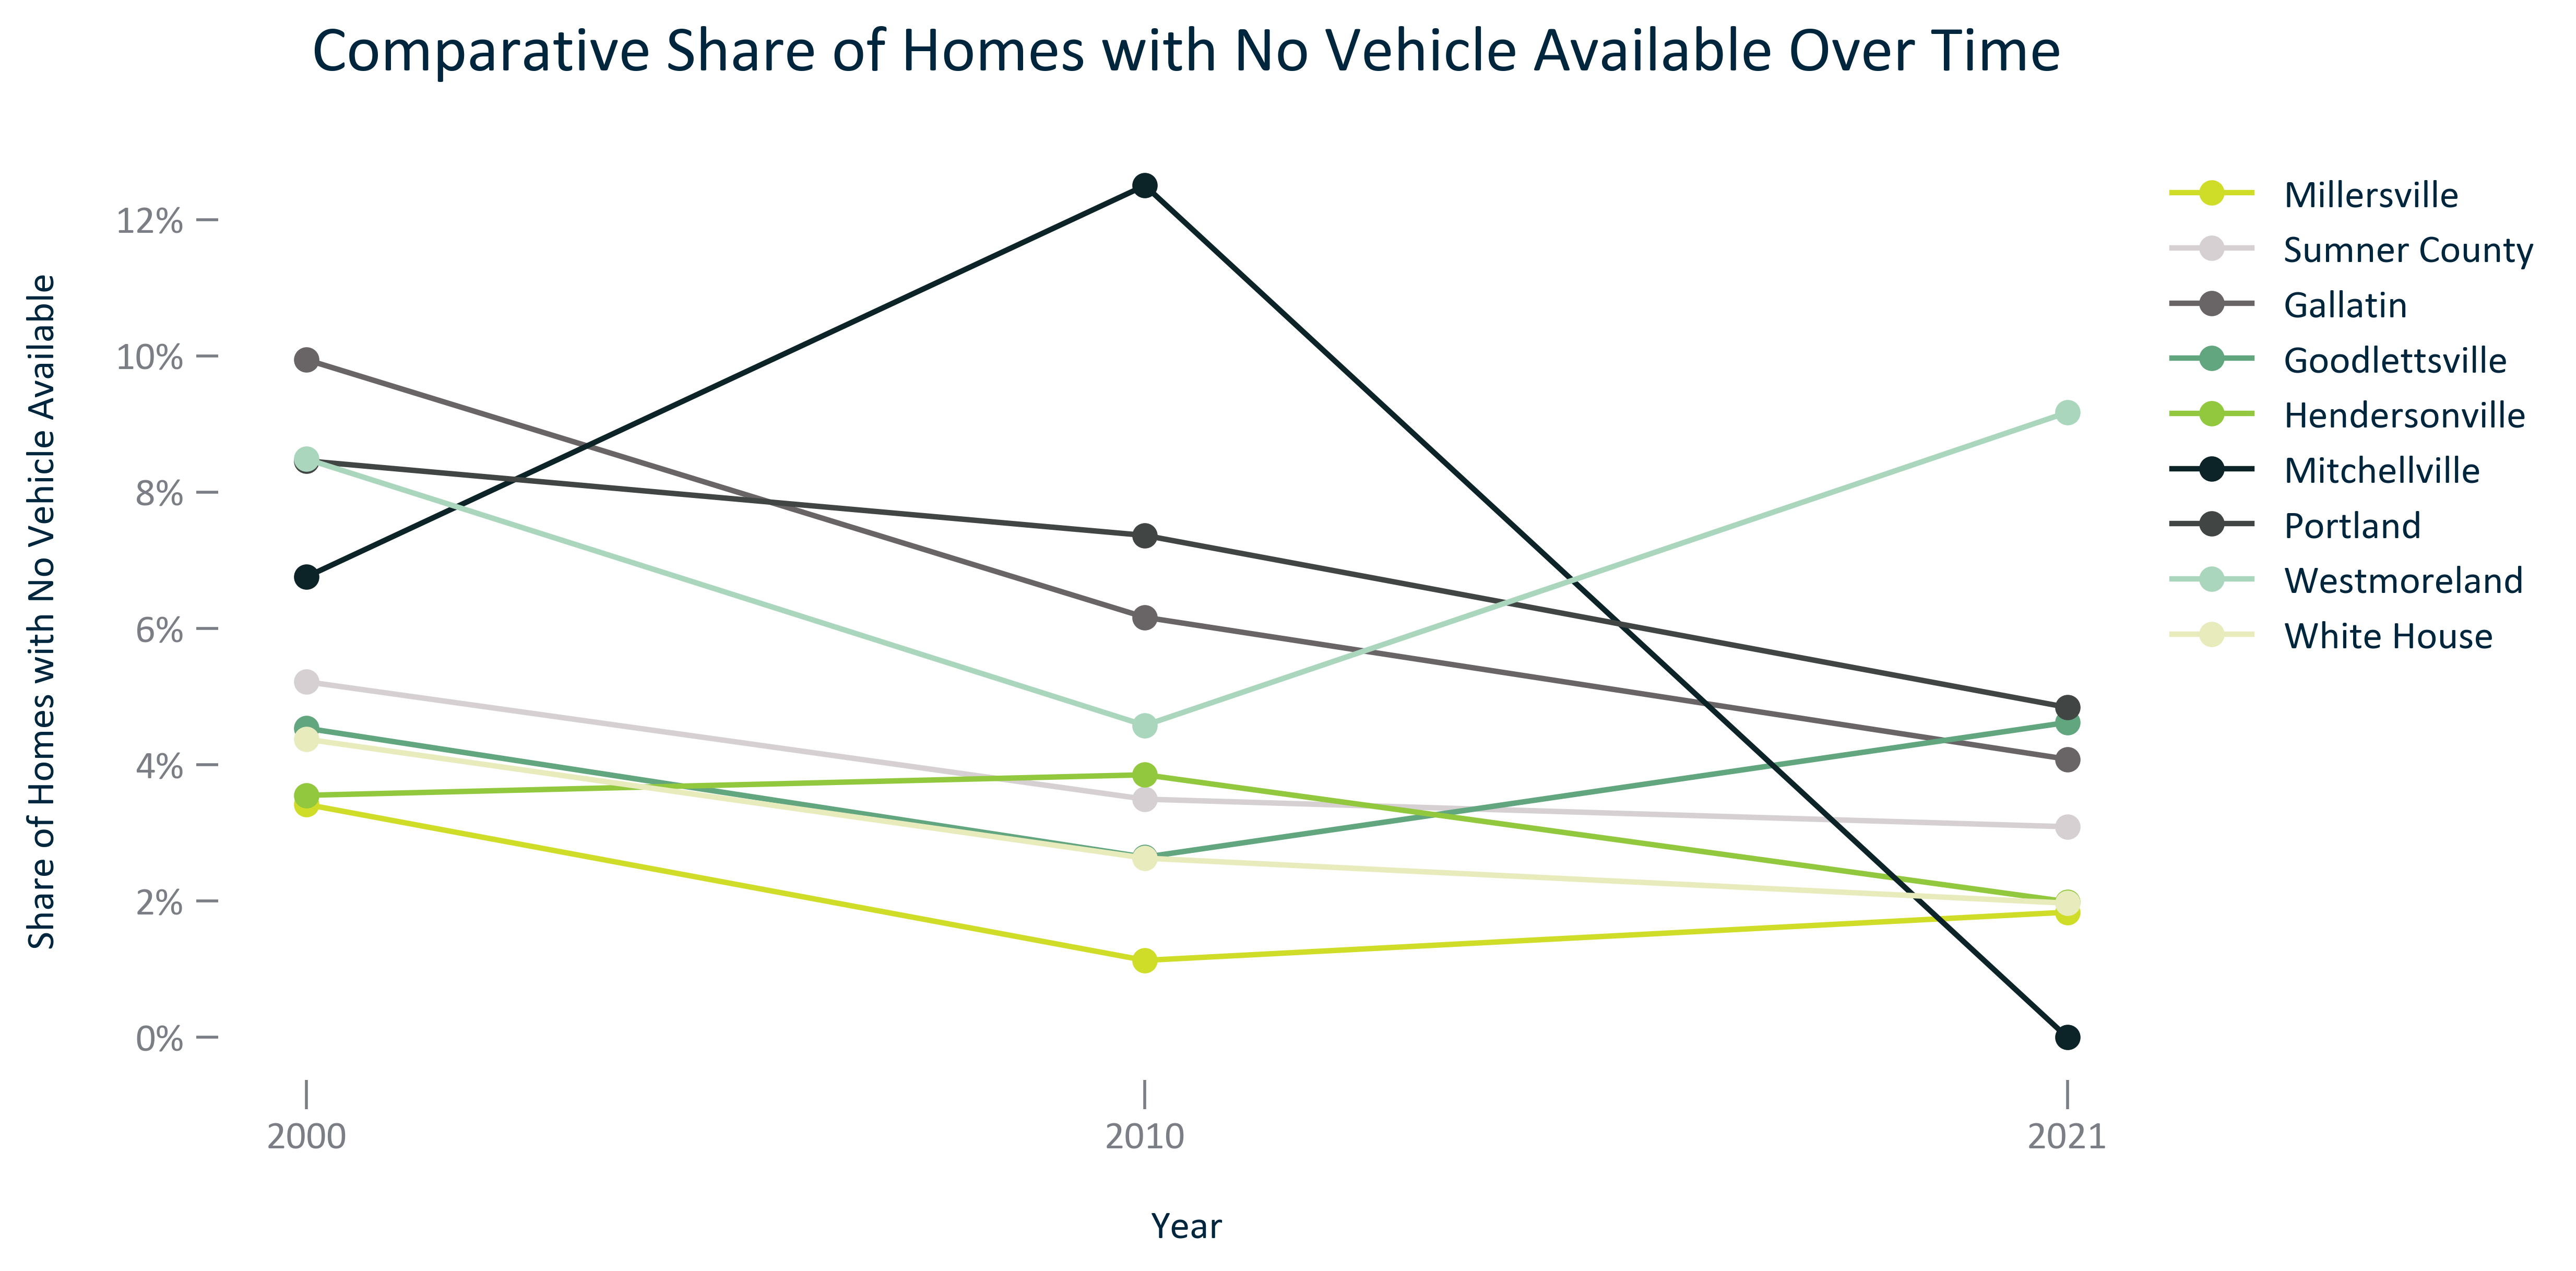 Comparative Share of Homes with No Vehicle Available Over Time
Share of Homes with No Vehicle Available
12%
10%
8%
6%
4%
2%
0%
2000
2010
2021
Year
Millersville
Sumner County
Gallatin
Goodlettsville
Hendersonville
Mitchellville
Portland
Westmoreland
White House